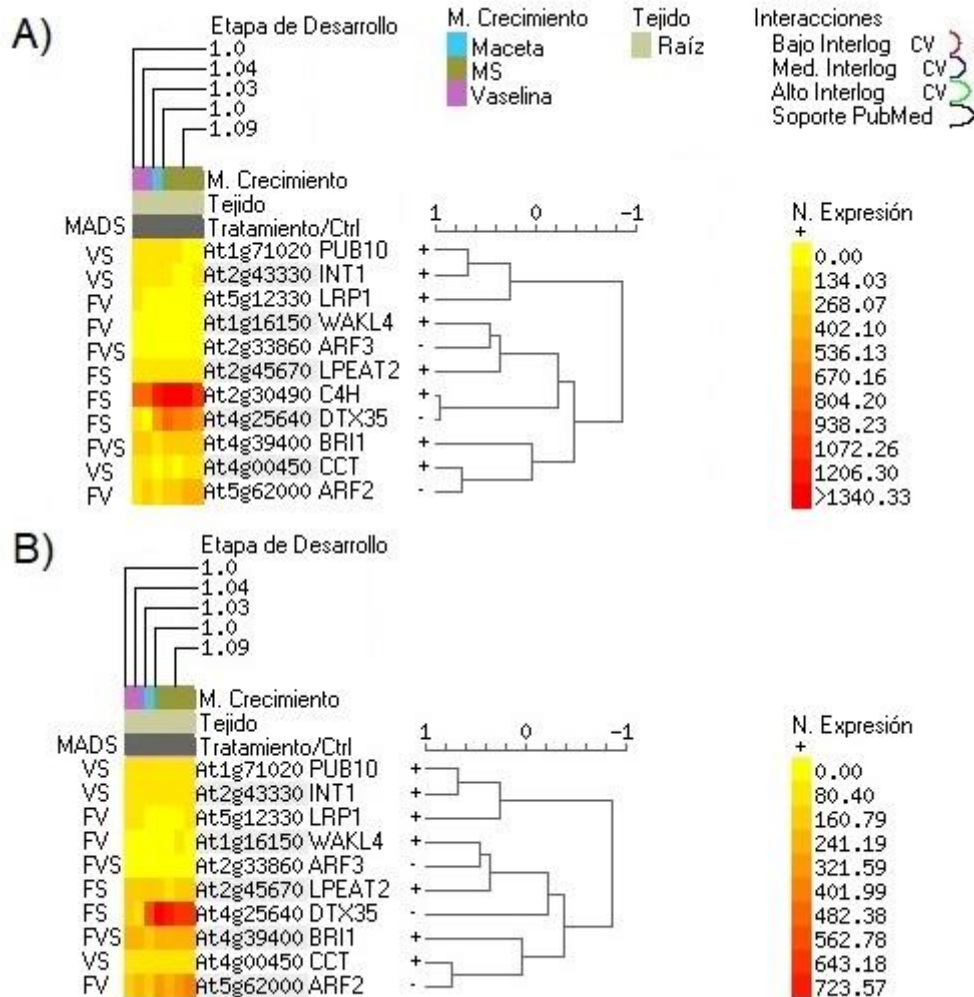 A)
Etapa de Desarrollo
1.0
1.04
1.03
1.0
1.09
M. Crecimiento
Maceta
MS
Vaselina
Tejido
Raíz
Interacciones
Bajo Interlog CV
Med. Interlog CV
Alto Interlog CV
Soporte PubMed
M. Crecimiento
Tejido
MADS Tratamiento/Ctrl
1 0 -1
VS At1g71020 PUB10 +
VS At2g43330 INT1 +
FV At5g12330 LRP1 +
FV At1g16150 WAKL4 +
FVS At2g33860 ARF3 -
FS At2g45670 LPEAT2 +
FS At2g30490 C4H +
FS At4g25640 DTX35 -
FVS At4g39400 BRI1 +
VS At4g00450 CCT +
FV At5g62000 ARF2 -
N. Expresión
+
0.00
134.03
268.07
402.10
536.13
670.16
804.20
938.23
1072.26
1206.30
>1340.33
B)
Etapa de Desarrollo
1.0
1.04
1.03
1.0
1.09
M. Crecimiento
Tejido
MADS Tratamiento/Ctrl
1 0 -1
VS At1g71020 PUB10 +
VS At2g43330 INT1 +
FV At5g12330 LRP1 +
FV At1g16150 WAKL4 +
FVS At2g33860 ARF3 -
FS At2g45670 LPEAT2 +
FS At4g25640 DTX35 -
FVS At4g39400 BRI1 +
VS At4g00450 CCT +
FV At5g62000 ARF2 -
N. Expresión
+
0.00
80.40
160.79
241.19
321.59
401.99
482.38
562.78
643.18
723.57